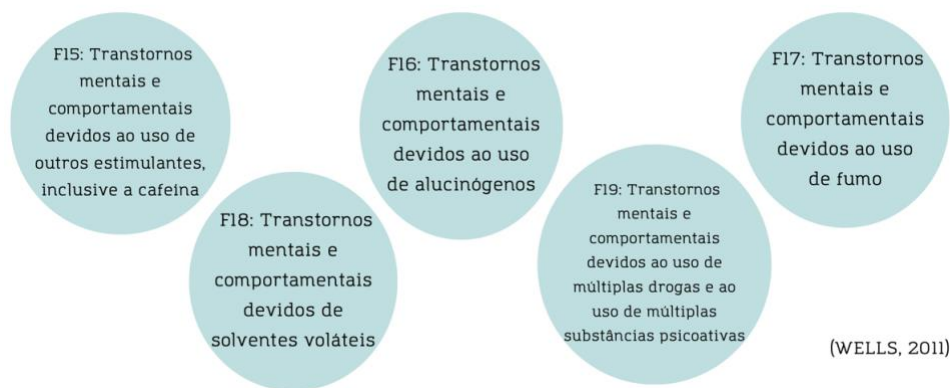 F15: Transtornos
mentais e
comportamentais
devidos ao uso de
outros estimulantes,
inclusive a cafeína
F16: Transtornos
mentais e
comportamentais
devidos ao uso
de alucinógenos
F17: Transtornos
mentais e
comportamentais
devidos ao uso
de fumo
F18: Transtornos
mentais e
comportamentais
devidos de
solventes voláteis
F19: Transtornos
mentais e
comportamentais
devidos ao uso de
múltiplas drogas e ao
uso de múltiplas
substâncias psicoativas
(WELLS, 2011)